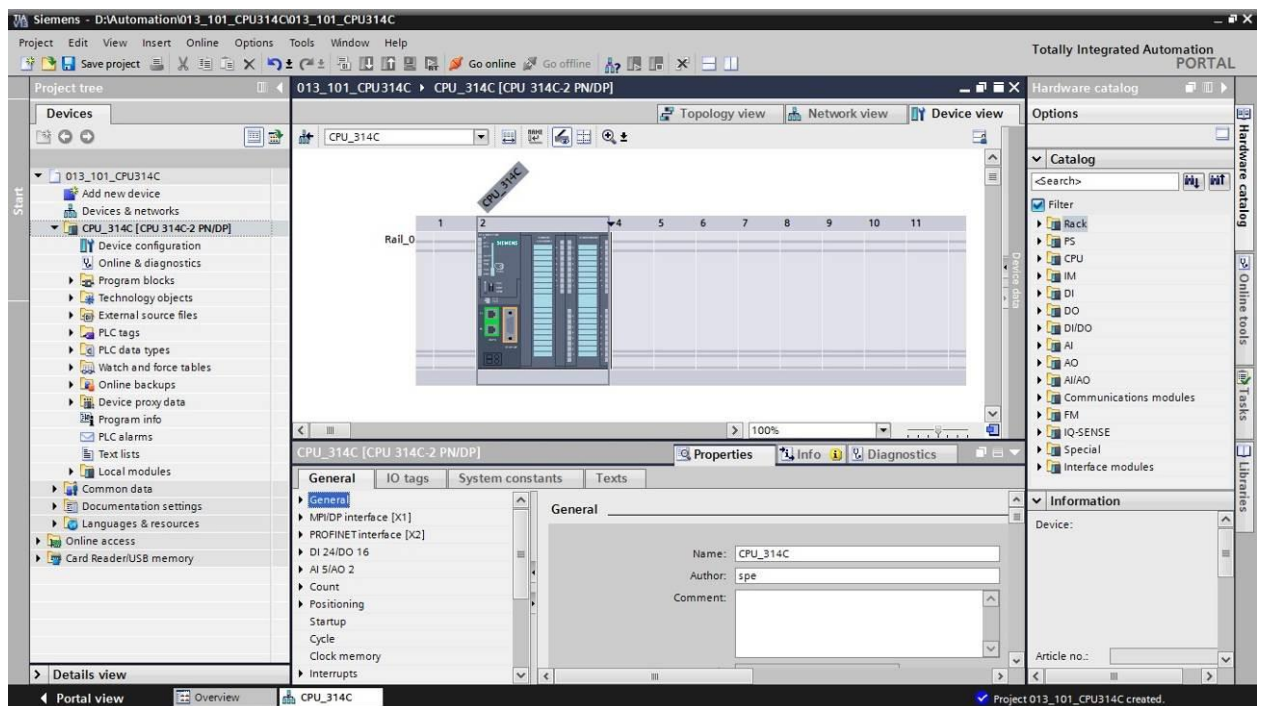 Siemens - D:\Automation\013_101_CPU314C\013_101_CPU314C
Project Edit View Insert Online Options Tools Window Help
Totally Integrated Automation
PORTAL
Save project Go online Go offline
Project tree
Devices
Start
013_101_CPU314C
Add new device
Devices & networks
CPU_314C [CPU 314C-2 PN/DP]
Device configuration
Online & diagnostics
Program blocks
Technology objects
External source files
PLC tags
PLC data types
Watch and force tables
Online backups
Device proxy data
Program info
PLC alarms
Text lists
Local modules
Common data
Documentation settings
Languages & resources
Online access
Card Reader/USB memory
Details view
013_101_CPU314C CPU_314C [CPU 314C-2 PN/DP]
Topology view Network view Device view
CPU_314C
CPU_314C
1 2 4 5 6 7 8 9 10 11
Rail_0
SIEMENS
Device data
100%
CPU_314C [CPU 314C-2 PN/DP]
Properties Info Diagnostics
General IO tags System constants Texts
General
MPI/DP interface [X1]
PROFINET interface [X2]
DI 24/DO 16
AI 5/AO 2
Count
Positioning
Startup
Cycle
Clock memory
Interrupts
General
Name: CPU_314C
Author: spe
Comment:
Hardware catalog
Options
Catalog
<Search>
Filter
Rack
PS
CPU
IM
DI
DO
DI/DO
AI
AO
AI/AO
Communications modules
FM
IQ-SENSE
Special
Interface modules
Information
Device:
Article no.:
Hardware catalog
Online tools
Tasks
Libraries
Portal view Overview CPU_314C Project 013_101_CPU314C created.